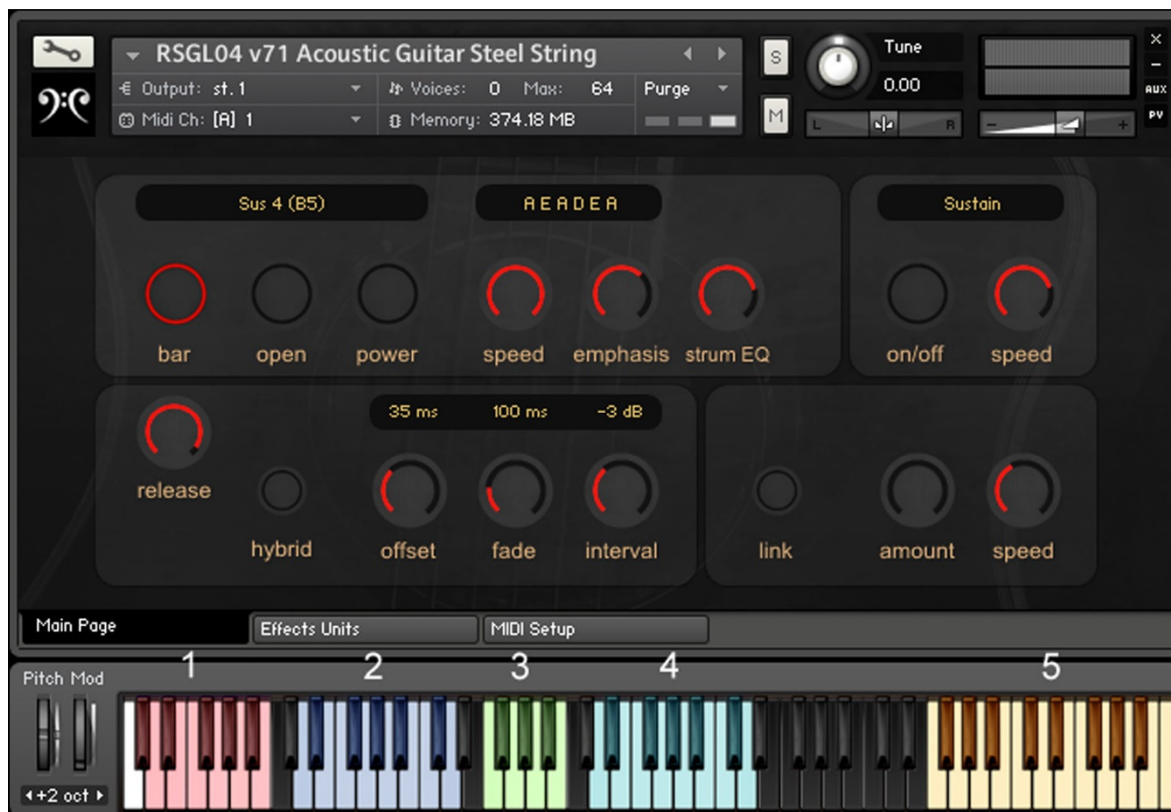 RSGL04 v71 Acoustic Guitar Steel String
Output: st.1
Voices: 0 Max: 64
Purge
Midi Ch: [A] 1
Memory: 374.18 MB
S
M
Tune
0.00
L R
- +
×
-
AUX
PV
Sus 4 (B5)
A E A D E A
Sustain
bar open power speed emphasis strum EQ on/off speed
35 ms 100 ms -3 dB
release
hybrid offset fade interval link amount speed
Main Page Effects Units MIDI Setup
1 2 3 4 5
Pitch Mod
+2 oct